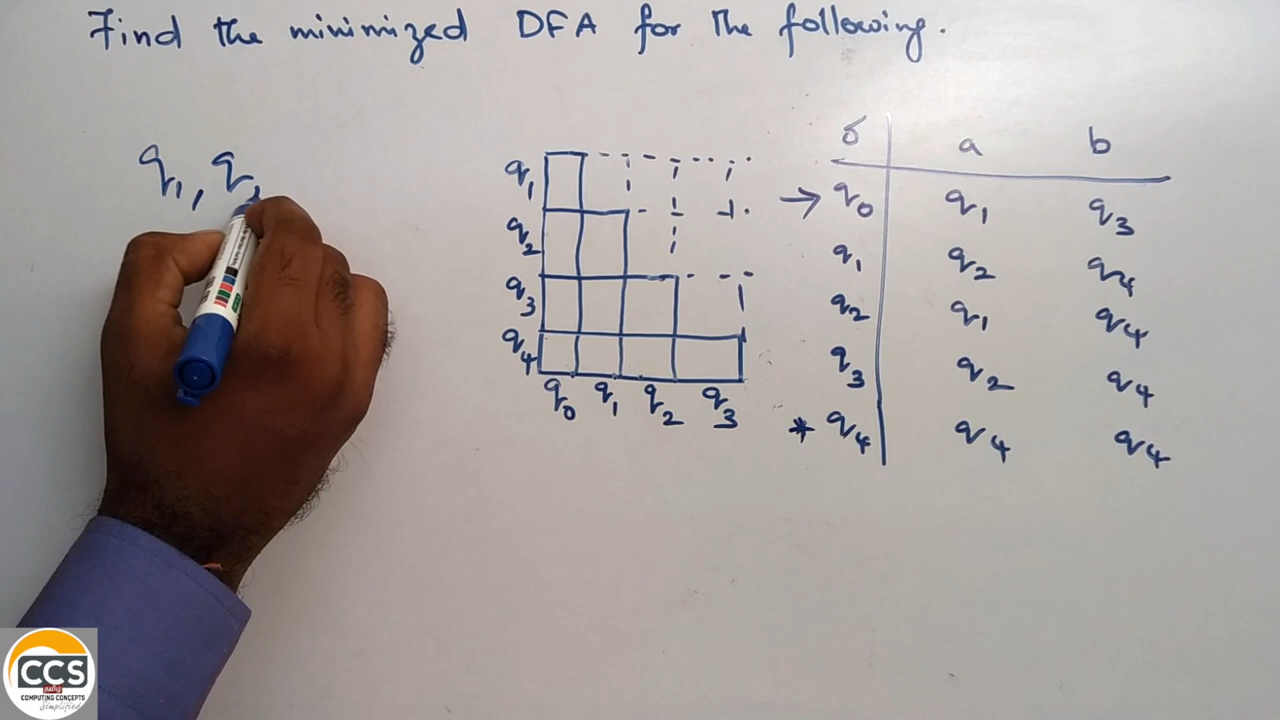 Find the minimized DFA for the following.
q1, q
δ a b
→ q0 q1 q3
q1 q2 q4
q2 q1 q4
q3 q2 q4
* q4 q4 q4
q1
q2
q3
q4
q0 q1 q2 q3
CCS
COMPUTING CONCEPTS
Simplified